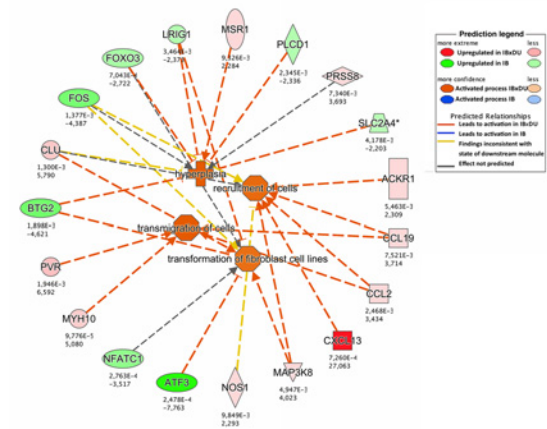 LRIG1
3,464E-3
-2,378
MSR1
9,526E-3
2,284
PLCD1
2,345E-3
-2,336
FOXO3
7,043E-4
-2,722
PRSS8
7,340E-3
3,693
FOS
1,377E-3
-4,387
SLC2A4*
4,178E-3
-2,203
CLU
1,300E-3
5,790
hyperplasia
recruitment of cells
ACKR1
5,463E-3
2,309
BTG2
1,898E-3
-4,621
transmigration of cells
CCL19
7,521E-3
3,714
PVR
1,946E-3
6,592
transformation of fibroblast cell lines
CCL2
2,468E-3
3,434
MYH10
9,776E-5
5,080
CXCL13
7,260E-4
27,063
NFATC1
2,763E-4
-3,517
ATF3
2,478E-4
-7,763
NOS1
9,849E-3
2,293
MAP3K8
4,947E-3
4,023
Prediction legend
more extreme less
Upregulated in IBxDU
Upregulated in IB
more confidence less
Activated process IBxDU
Activated process IB
Predicted Relationships
Leads to activation in IBxDU
Leads to activation in IB
Findings inconsistent with
state of downstream molecule
Effect not predicted